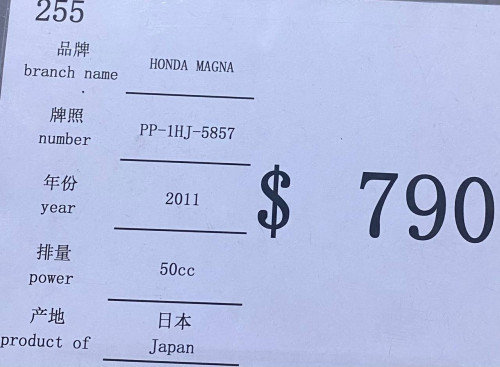 255
品牌
branch name
HONDA MAGNA
牌照
number
PP-1HJ-5857
年份
year
2011
$ 790
排量
power
50cc
产地
product of
日本
Japan